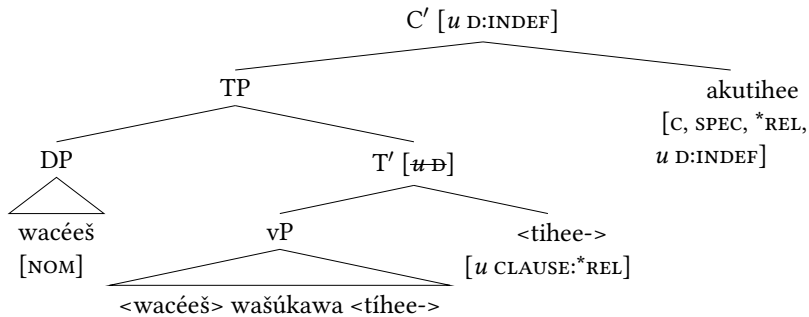 C′ [u D:INDEF]
TP
akutihee
[C, SPEC, *REL,
u D:INDEF]
DP
T′ [u D]
wacéeš
[NOM]
vP
<tihee->
[u CLAUSE:*REL]
<wacéeš> wašúkawa <tíhee->